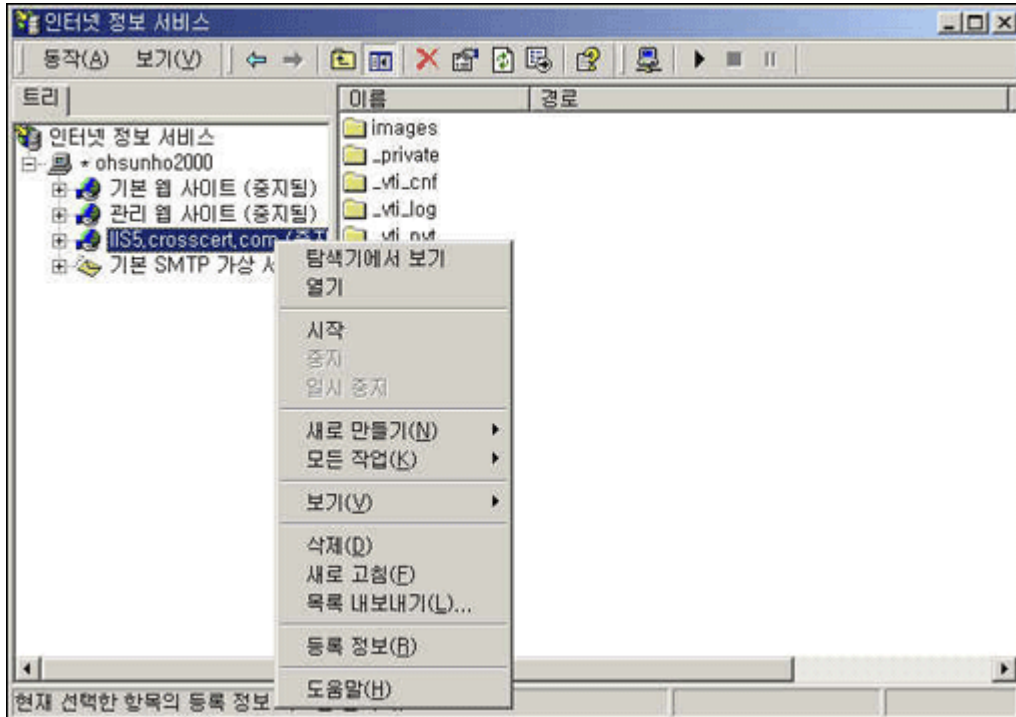 인터넷 정보 서비스
동작(A) 보기(V)
트리
이름 경로
인터넷 정보 서비스
* ohsunho2000
기본 웹 사이트 (중지됨)
관리 웹 사이트 (중지됨)
IIS5.crosscert.com
기본 SMTP 가상
images
_private
_vti_cnf
_vti_log
_vti_pvt
탐색기에서 보기
열기
시작
중지
일시 중지
새로 만들기(N)
모든 작업(K)
보기(V)
삭제(D)
새로 고침(F)
목록 내보내기(L)...
등록 정보(R)
도움말(H)
현재 선택한 항목의 등록 정보